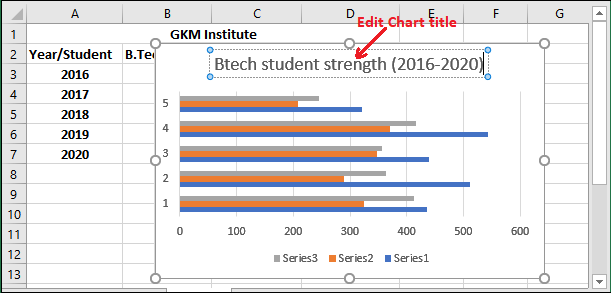 Edit Chart title
A B C D E F G
1 GKM Institute
2 Year/Student B.Tec
Btech student strength (2016-2020)
3 2016
4 2017
5 2018
6 2019
7 2020
8
9
10
11
12
13
5
4
3
2
1
0 100 200 300 400 500 600
Series3 Series2 Series1